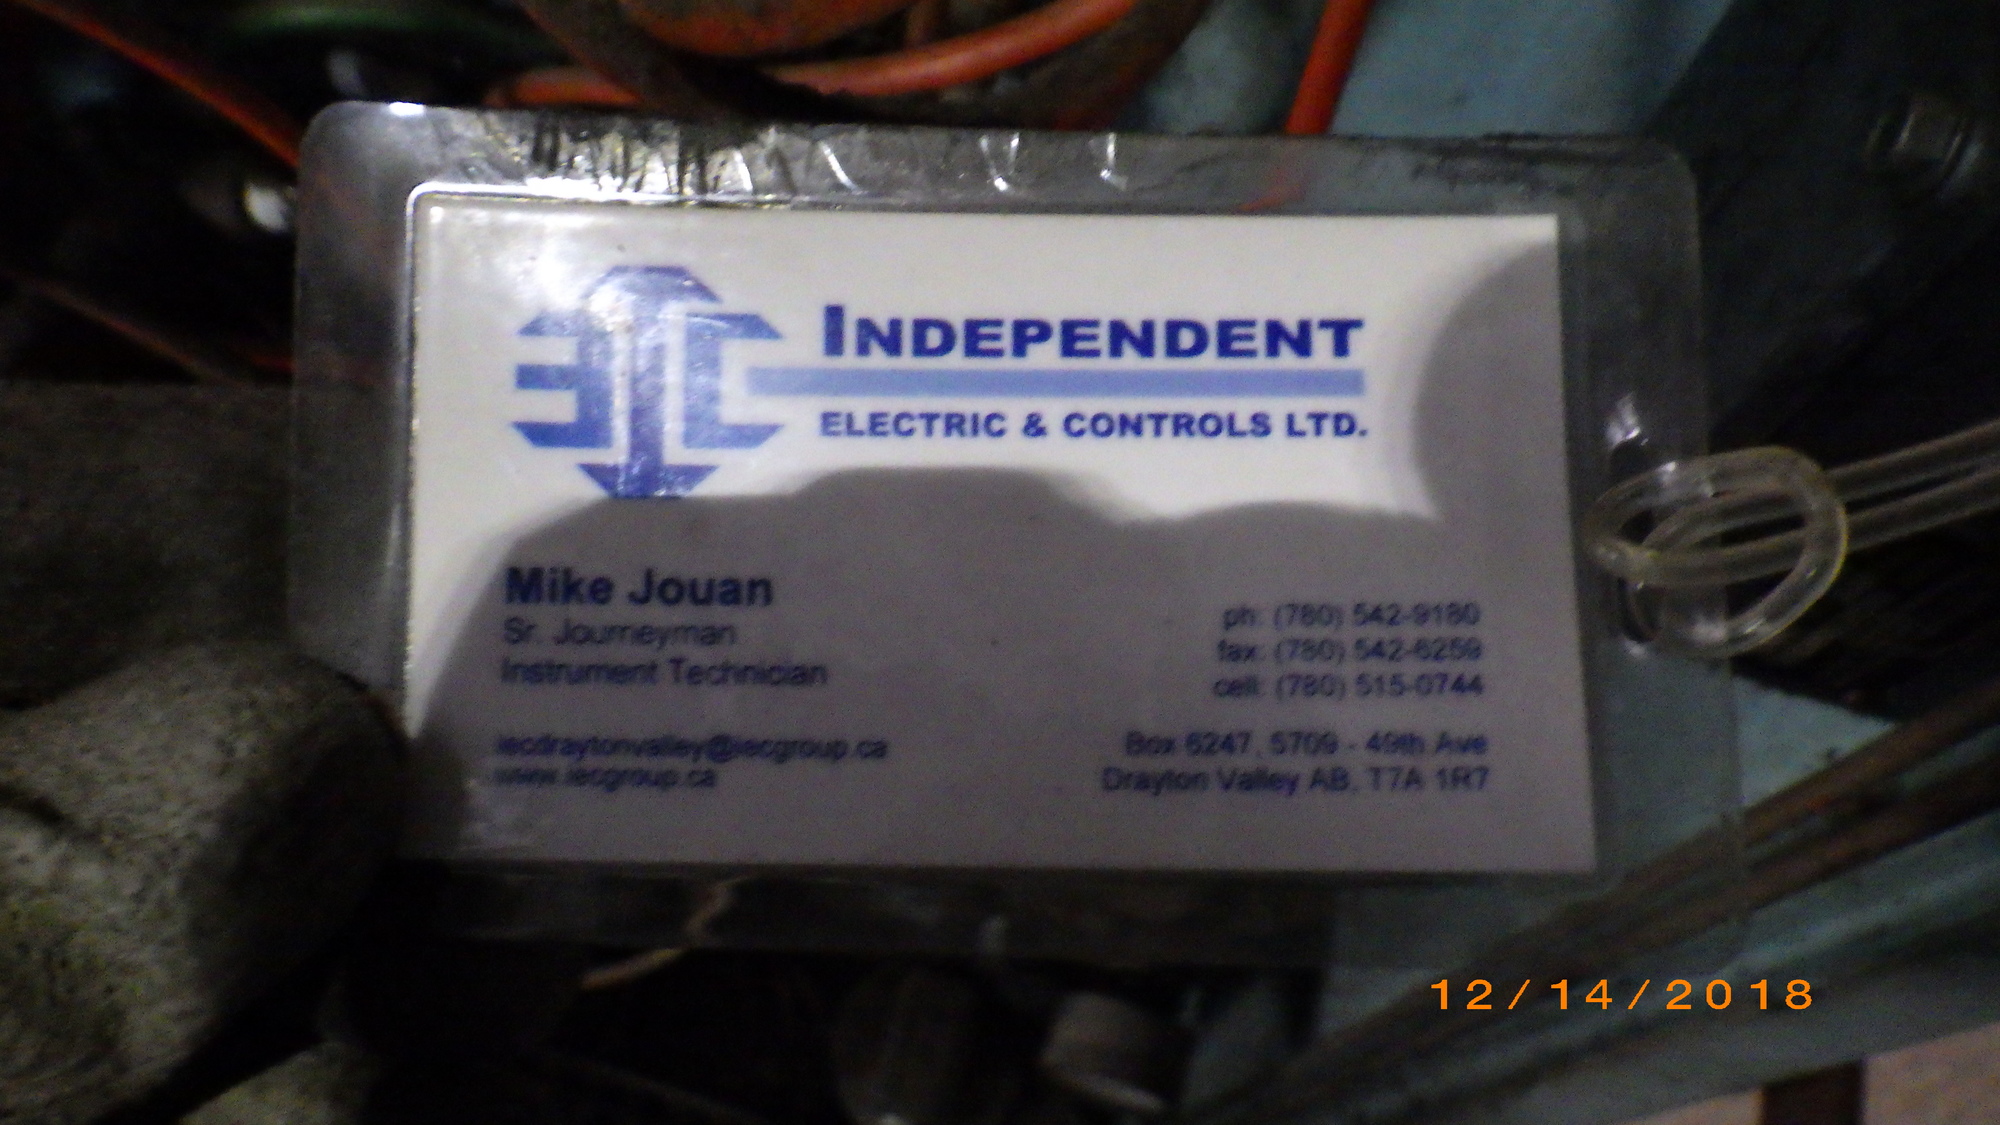 INDEPENDENT
ELECTRIC & CONTROLS LTD.
Mike Jouan
Sr. Journeyman
Instrument Technician
ph: (780) 542-9180
fax: (780) 542-6259
cell: (780) 515-0744
iecdraytonvalley@iecgroup.ca
www.iecgroup.ca
Box 6247, 5709 - 49th Ave
Drayton Valley AB, T7A 1R7
12/14/2018